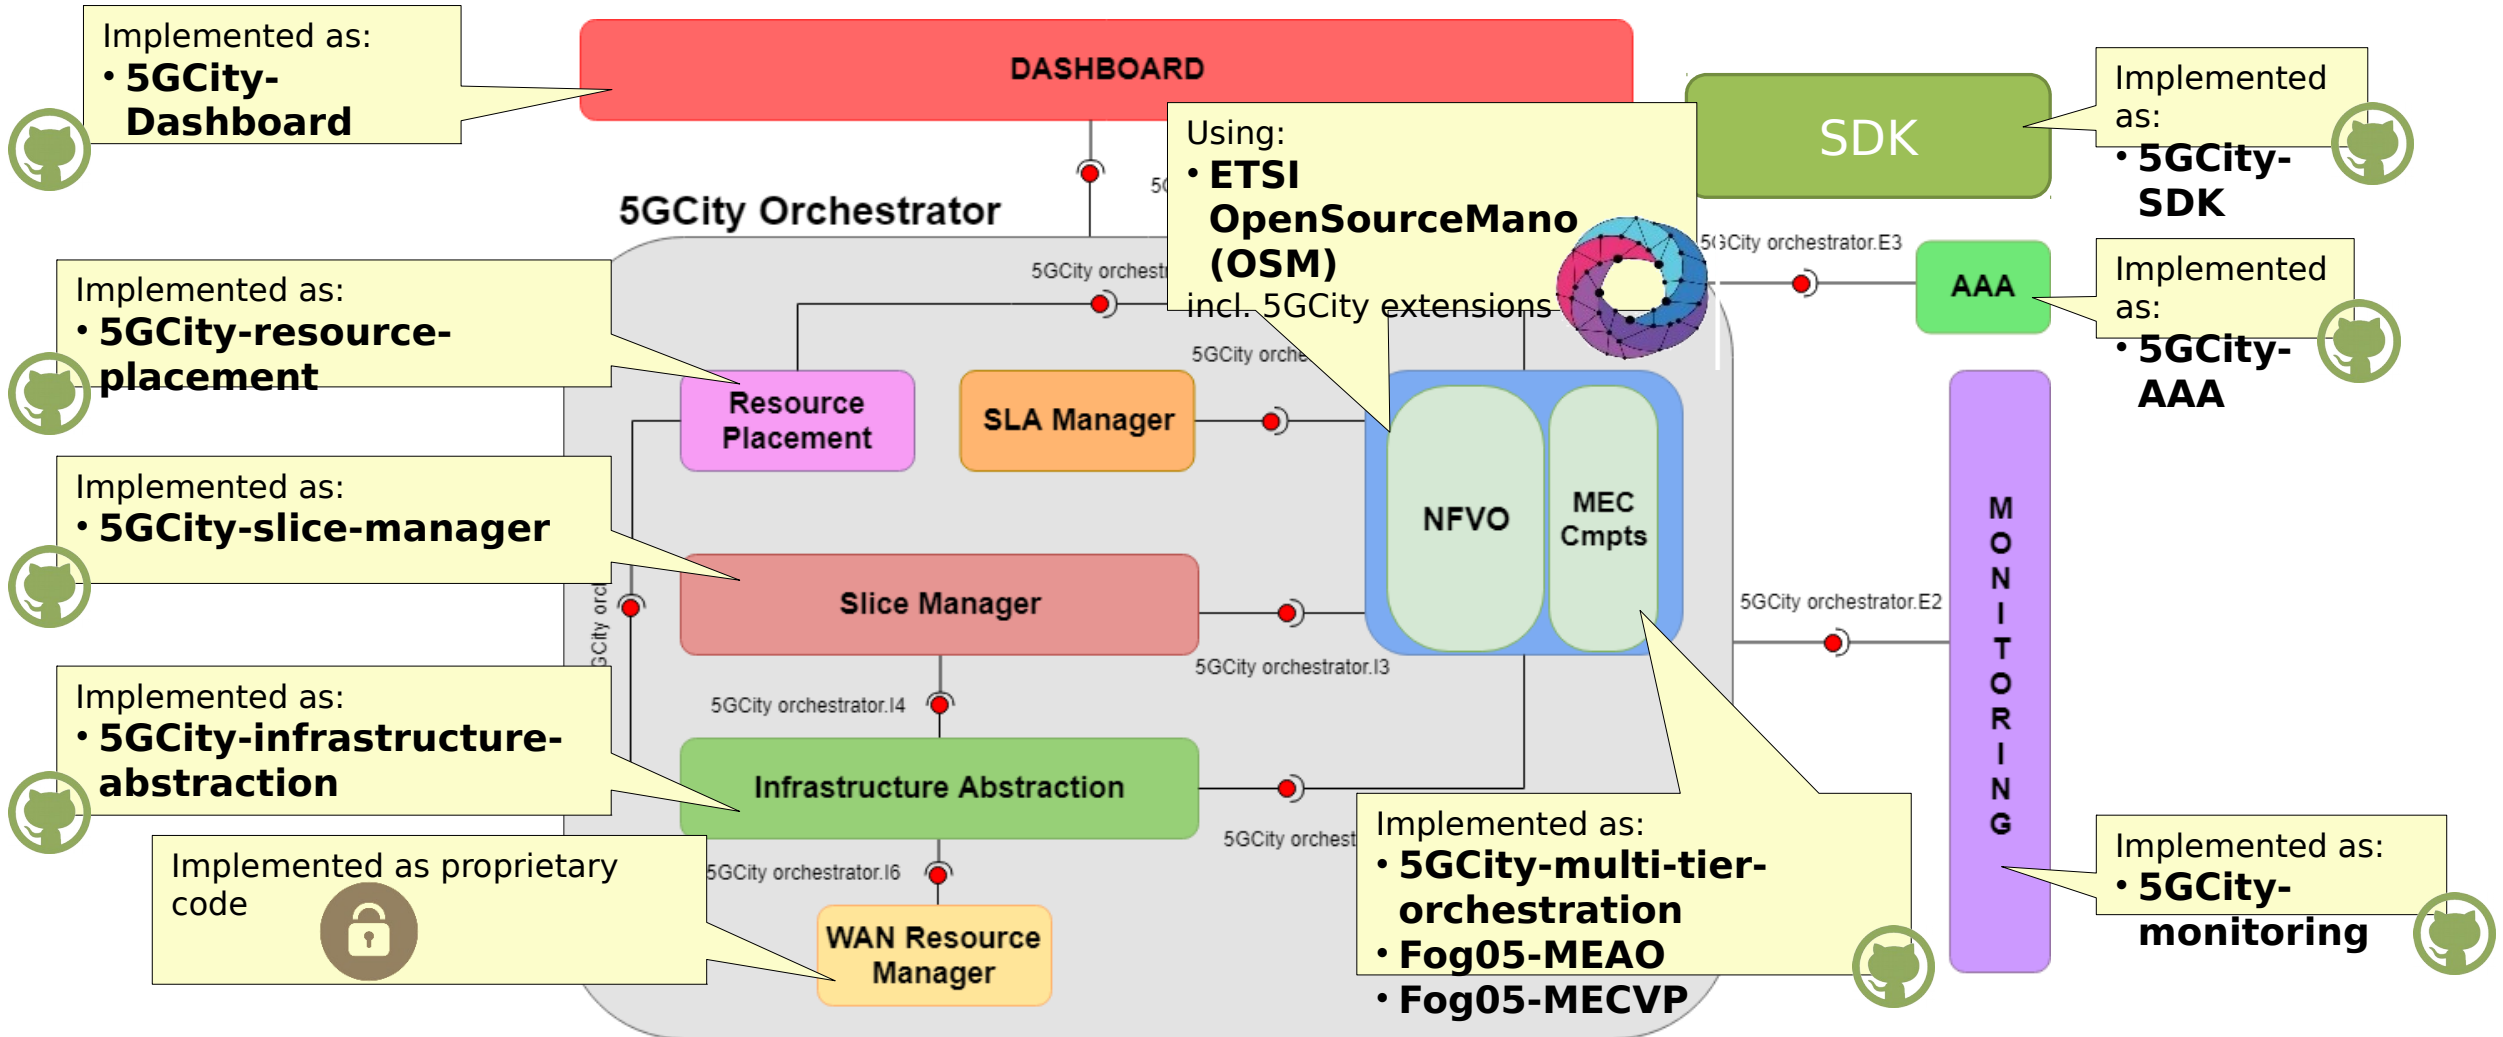 Implemented as:
• 5GCity-
Dashboard
DASHBOARD
Implemented
as:
• 5GCity-
SDK
SDK
Using:
• ETSI
OpenSourceMano
(OSM)
incl. 5GCity extensions
5GCity Orchestrator
5GCity orchestrator.E3
AAA
Implemented
as:
• 5GCity-
AAA
Implemented as:
• 5GCity-resource-
placement
Resource
Placement
SLA Manager
NFVO
MEC
Cmpts
Implemented as:
• 5GCity-slice-manager
Slice Manager
5GCity orchestrator.I3
5GCity orchestrator.E2
M
O
N
I
T
O
R
I
N
G
5GCity orchestrator.I4
Implemented as:
• 5GCity-infrastructure-
abstraction
Infrastructure Abstraction
Implemented as proprietary
code
5GCity orchestrator.I6
WAN Resource
Manager
Implemented as:
• 5GCity-multi-tier-
orchestration
• Fog05-MEAO
• Fog05-MECVP
Implemented as:
• 5GCity-
monitoring